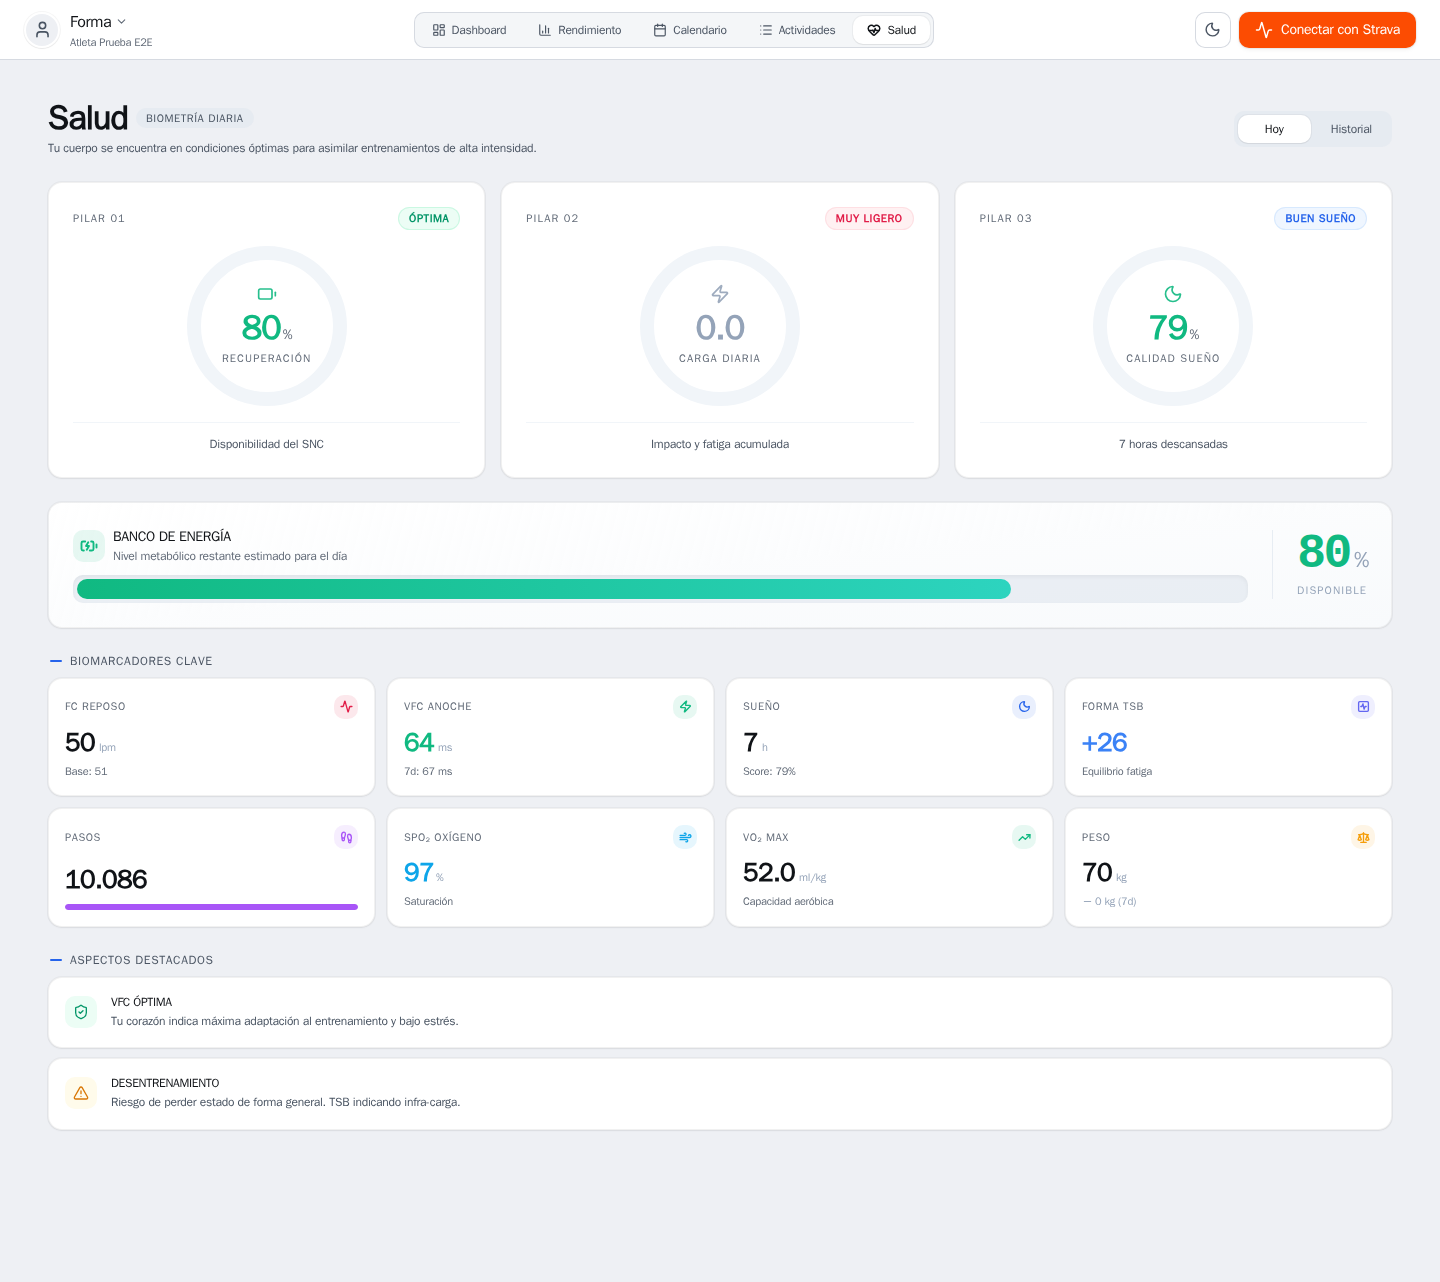 Forma
Atleta Prueba E2E
Dashboard
Rendimiento
Calendario
Actividades
Salud
Conectar con Strava
Salud
BIOMETRÍA DIARIA
Tu cuerpo se encuentra en condiciones óptimas para asimilar entrenamientos de alta intensidad.
Hoy
Historial
PILAR 01
ÓPTIMA
80%
RECUPERACIÓN
Disponibilidad del SNC
PILAR 02
MUY LIGERO
0.0
CARGA DIARIA
Impacto y fatiga acumulada
PILAR 03
BUEN SUEÑO
79%
CALIDAD SUEÑO
7 horas descansadas
BANCO DE ENERGÍA
Nivel metabólico restante estimado para el día
80%
DISPONIBLE
BIOMARCADORES CLAVE
FC REPOSO
50 lpm
Base: 51
VFC ANOCHE
64 ms
7d: 67 ms
SUEÑO
7 h
Score: 79%
FORMA TSB
+26
Equilibrio fatiga
PASOS
10.086
SPO₂ OXÍGENO
97 %
Saturación
VO₂ MAX
52.0 ml/kg
Capacidad aeróbica
PESO
70 kg
— 0 kg (7d)
ASPECTOS DESTACADOS
VFC ÓPTIMA
Tu corazón indica máxima adaptación al entrenamiento y bajo estrés.
DESENTRENAMIENTO
Riesgo de perder estado de forma general. TSB indicando infra-carga.